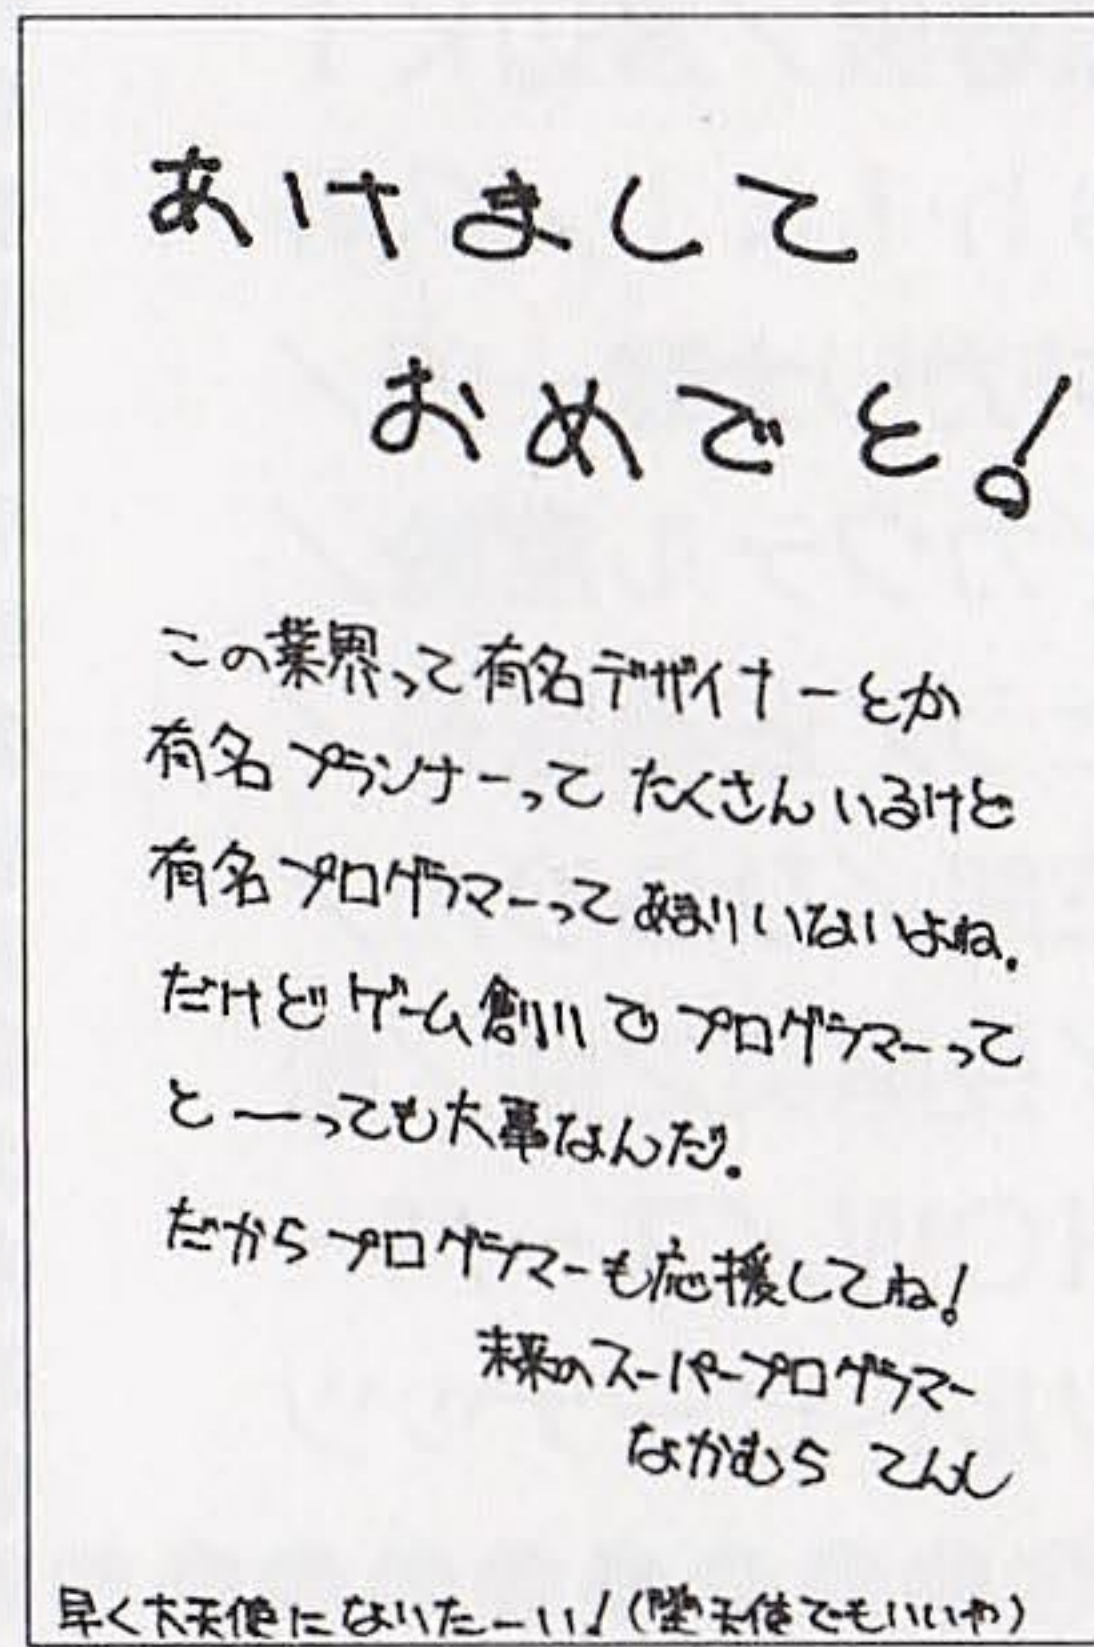 あけまして
おめでと!
この業界って有名デザイナーとか
有名プランナーって たくさん いるけど
有名プログラマーって あまりいないよね.
だけど ゲーム創りで プログラマーって
と──っても大事なんだ.
だから プログラマーも応援してね!
未来のスーパープログラマー
なかむら てんし
早く大天使になりたーい!(堕天使でもいいや)